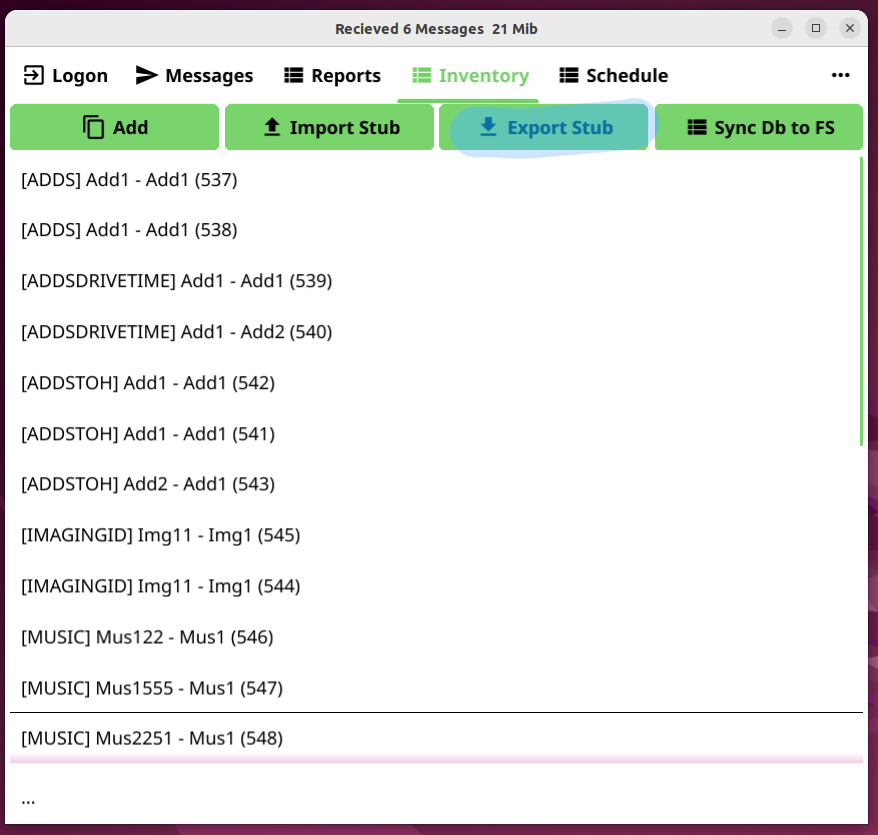 Recieved 6 Messages 21 Mib
Logon Messages Reports Inventory Schedule ...
Add Import Stub Export Stub Sync Db to FS
[ADDS] Add1 - Add1 (537)
[ADDS] Add1 - Add1 (538)
[ADDSDRIVETIME] Add1 - Add1 (539)
[ADDSDRIVETIME] Add1 - Add2 (540)
[ADDSTOH] Add1 - Add1 (542)
[ADDSTOH] Add1 - Add1 (541)
[ADDSTOH] Add2 - Add1 (543)
[IMAGINGID] Img11 - Img1 (545)
[IMAGINGID] Img11 - Img1 (544)
[MUSIC] Mus122 - Mus1 (546)
[MUSIC] Mus1555 - Mus1 (547)
[MUSIC] Mus2251 - Mus1 (548)
...